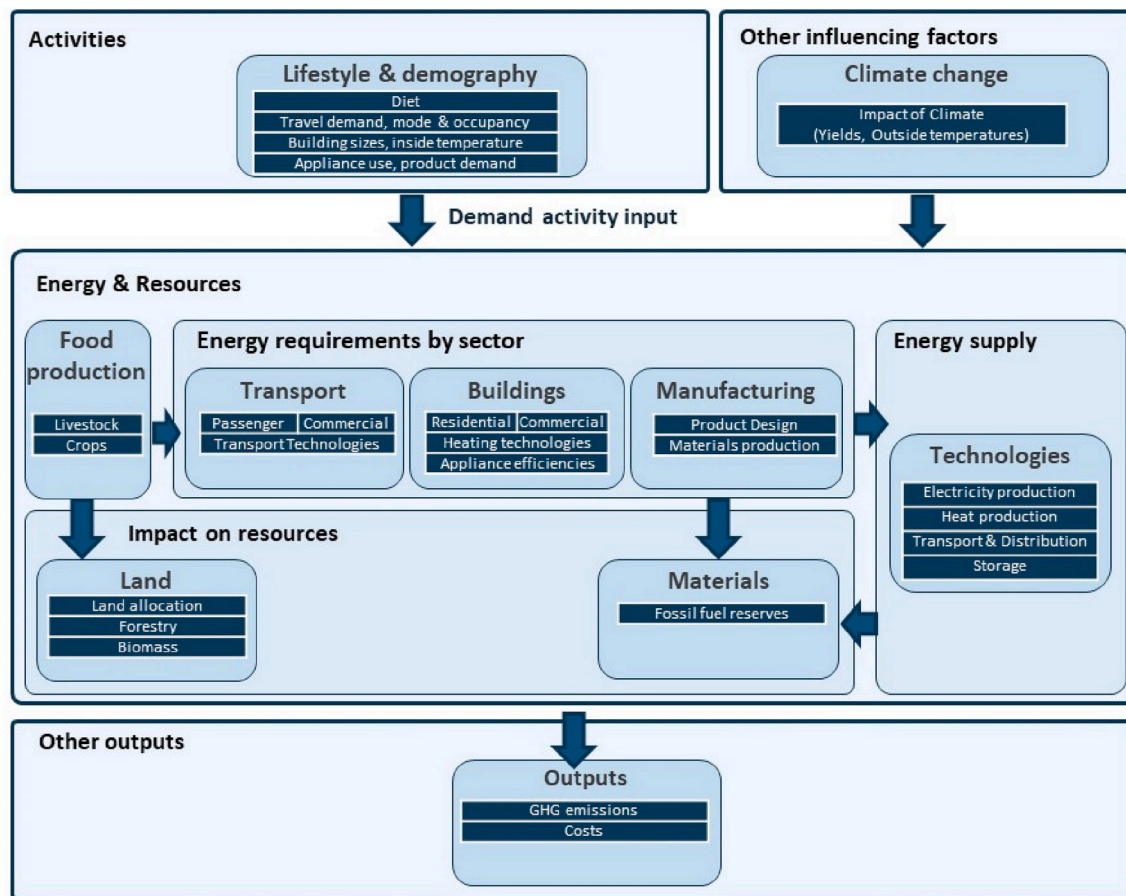 Activities
Lifestyle & demography
Diet
Travel demand, mode & occupancy
Building sizes, inside temperature
Appliance use, product demand
Other influencing factors
Climate change
Impact of Climate
(Yields, Outside temperatures)
Demand activity input
Energy & Resources
Food
production
Livestock
Crops
Energy requirements by sector
Transport
Passenger
Commercial
Transport Technologies
Buildings
Residential
Commercial
Heating technologies
Appliance efficiencies
Manufacturing
Product Design
Materials production
Energy supply
Technologies
Electricity production
Heat production
Transport & Distribution
Storage
Impact on resources
Land
Land allocation
Forestry
Biomass
Materials
Fossil fuel reserves
Other outputs
Outputs
GHG emissions
Costs